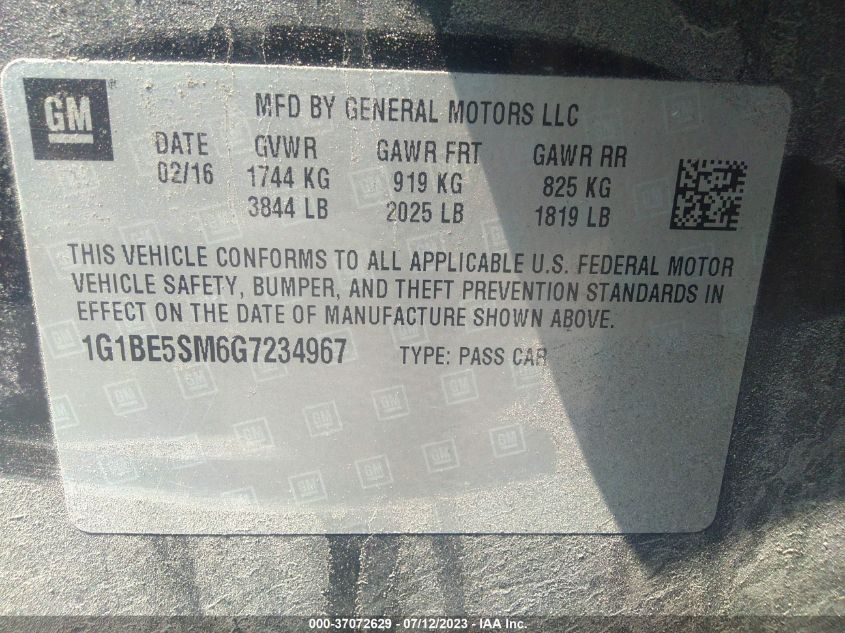 GM
MFD BY GENERAL MOTORS LLC
DATE GVWR GAWR FRT GAWR RR
02/16 1744 KG 919 KG 825 KG
3844 LB 2025 LB 1819 LB
THIS VEHICLE CONFORMS TO ALL APPLICABLE U.S. FEDERAL MOTOR
VEHICLE SAFETY, BUMPER, AND THEFT PREVENTION STANDARDS IN
EFFECT ON THE DATE OF MANUFACTURE SHOWN ABOVE.
1G1BE5SM6G7234967 TYPE: PASS CAR
000-37072629 - 07/12/2023 - IAA Inc.